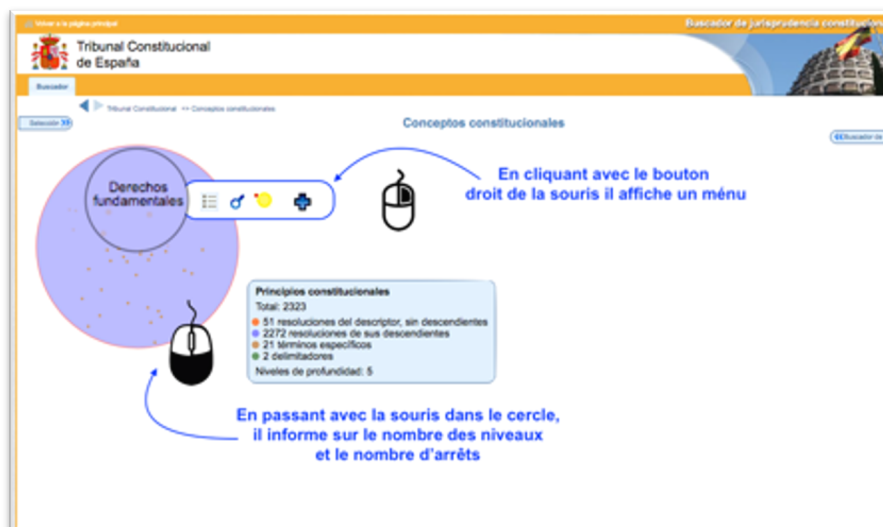 Volver a la página principal
Buscador de jurisprudencia constitucional
Tribunal Constitucional
de España
Buscador
Tribunal Constitucional >> Conceptos constitucionales
Selección
Conceptos constitucionales
Buscador de
Derechos
fundamentales
En cliquant avec le bouton
droit de la souris il affiche un ménu
Principios constitucionales
Total: 2323
51 resoluciones del descriptor, sin descendientes
2272 resoluciones de sus descendientes
21 términos específicos
2 delimitadores
Niveles de profundidad: 5
En passant avec la souris dans le cercle,
il informe sur le nombre des niveaux
et le nombre d'arrêts